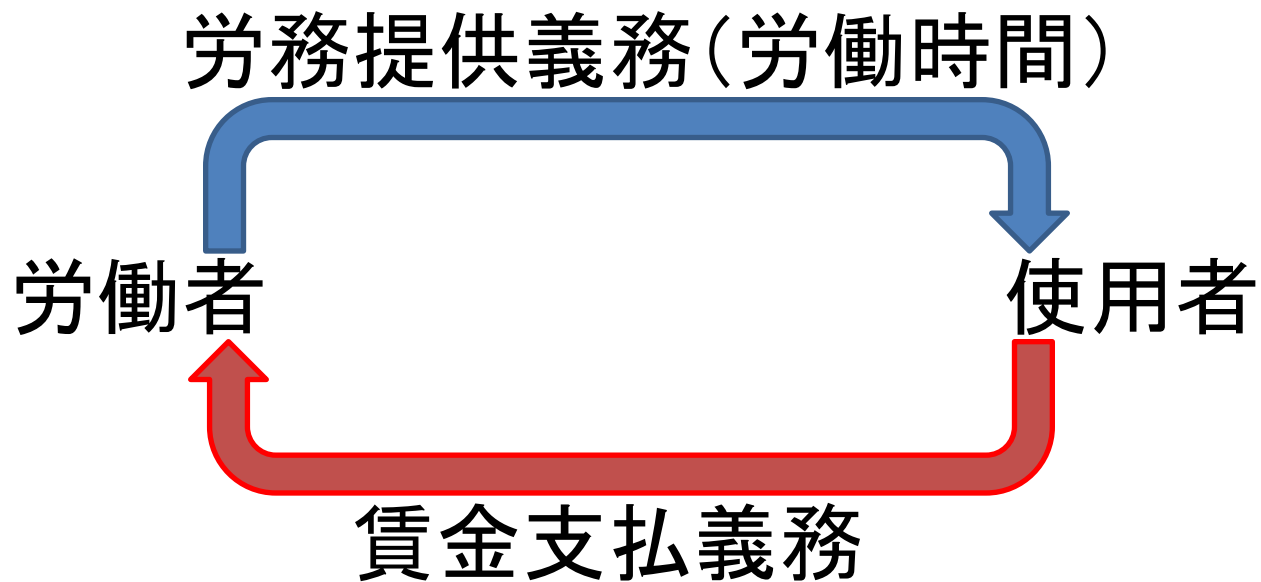 労務提供義務（労働時間）
労働者
使用者
賃金支払義務